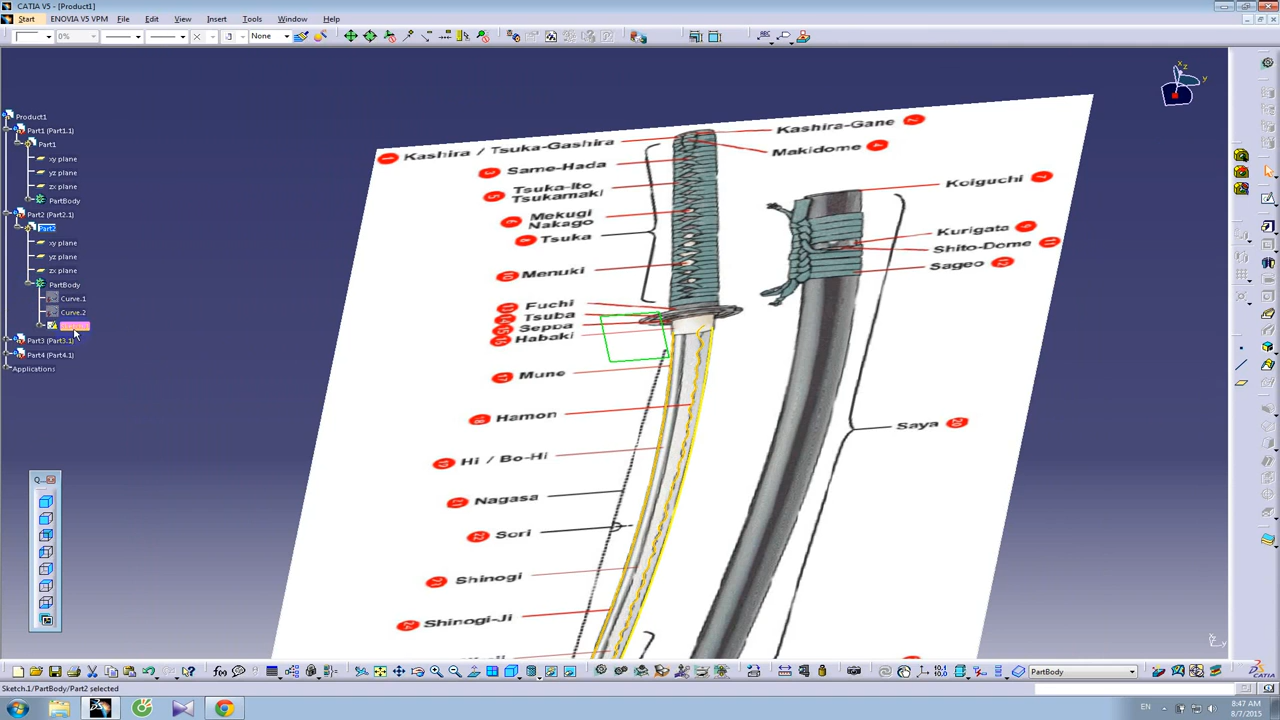 CATIA V5 - [Product1]
Start
ENOVIA V5 VPM
File
Edit
View
Insert
Tools
Window
Help
0%
None
Product1
Part1 (Part1.1)
Part1
xy plane
yz plane
zx plane
PartBody
Part2 (Part2.1)
Part2
xy plane
yz plane
zx plane
PartBody
Curve.1
Curve.2
Part3 (Part3.1)
Part4 (Part4.1)
Applications
Q...
x z
y
Kashira / Tsuka-Gashira
Same-Hada
Tsuka-Ito
Tsukamaki
Mekugi
Nakago
Tsuka
Menuki
Fuchi
Tsuba
Seppa
Habaki
Mune
Hamon
Hi / Bo-Hi
Nagasa
Sori
Shinogi
Shinogi-Ji
Kashira-Gane
Makidome
Koiguchi
Kurigata
Shito-Dome
Sageo
Saya
PartBody
CATIA
Sketch.1/PartBody/Part2 selected
EN
8:47 AM
8/7/2015